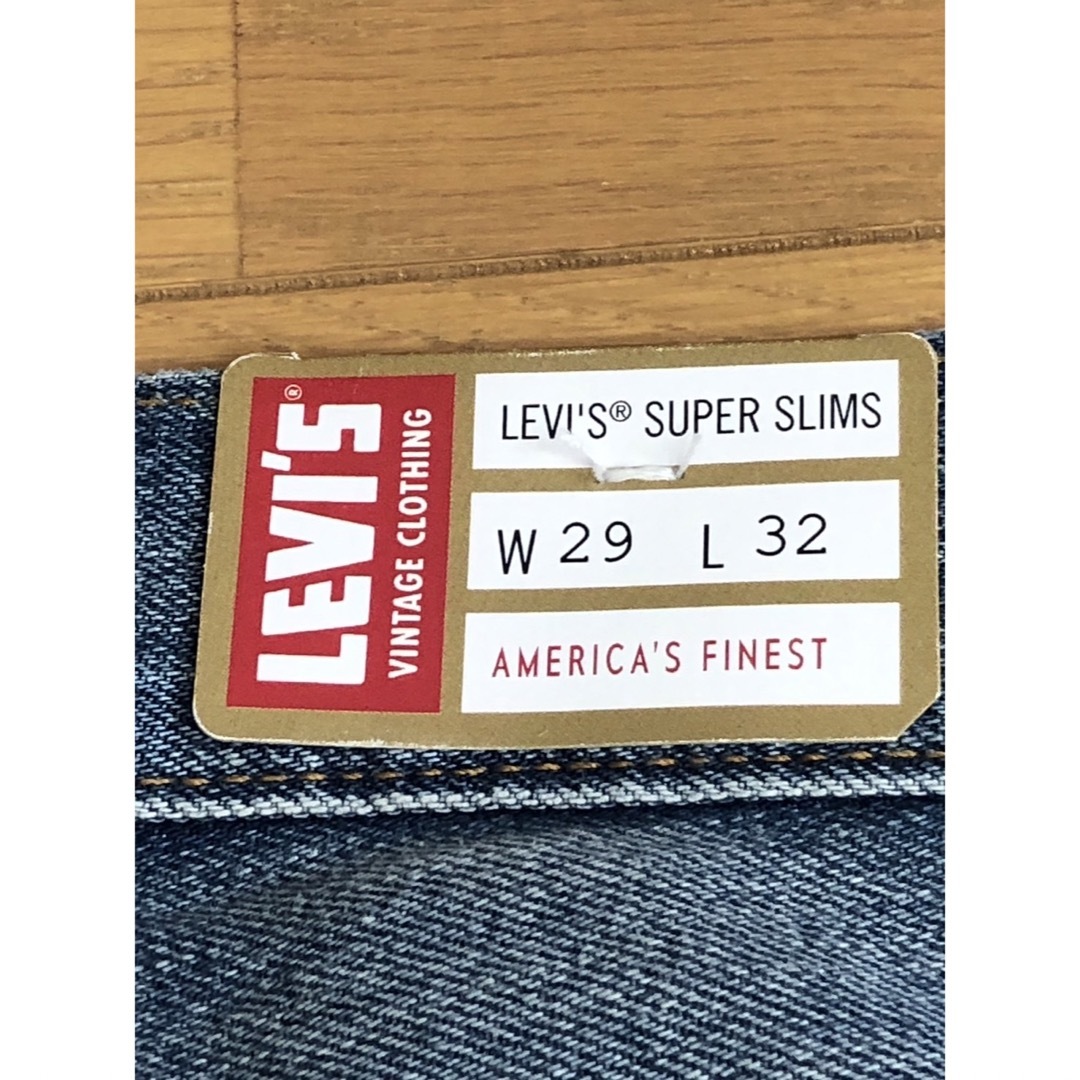 LEVI'S®
VINTAGE CLOTHING
LEVI'S® SUPER SLIMS
W 29 L 32
AMERICA'S FINEST